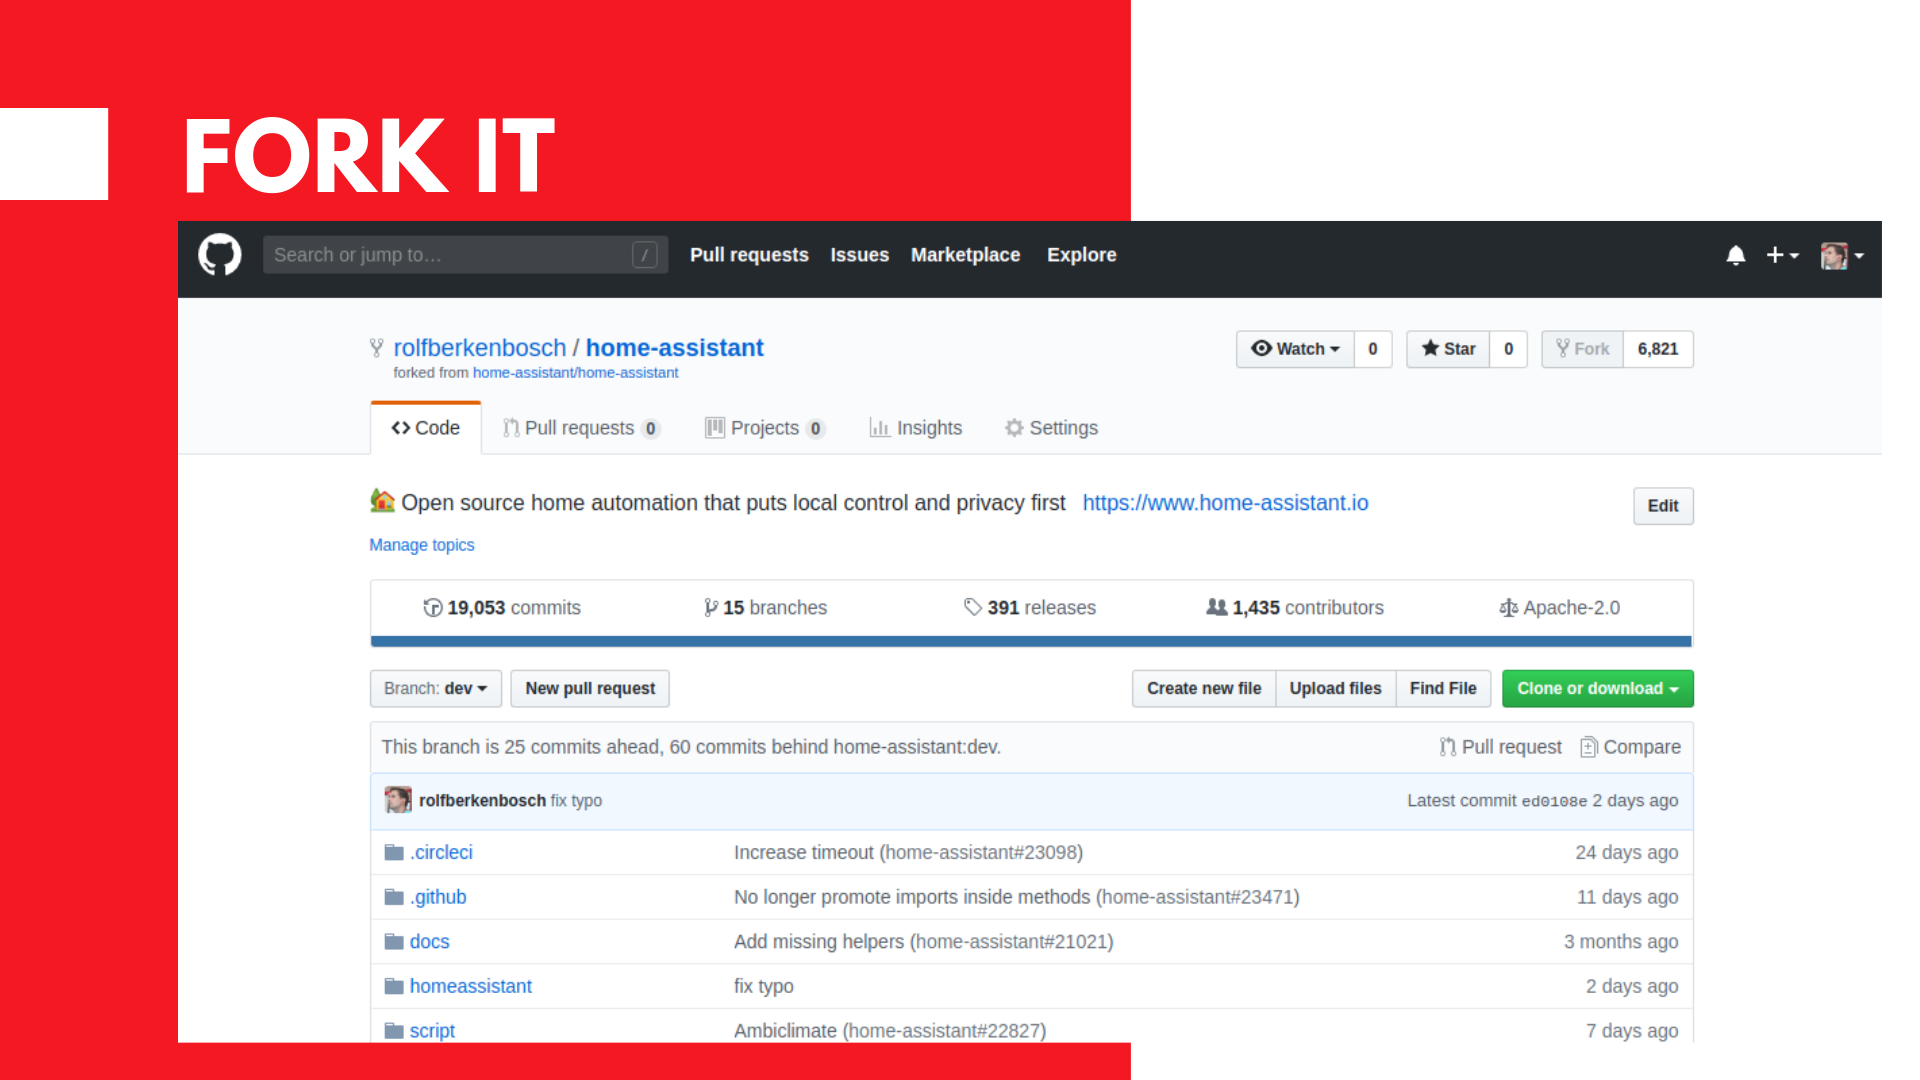 FORK IT
Search or jump to… /
Pull requests Issues Marketplace Explore
rolfberkenbosch / home-assistant
Watch 0 Star 0 Fork 6,821
forked from home-assistant/home-assistant
Code Pull requests 0 Projects 0 Insights Settings
Open source home automation that puts local control and privacy first https://www.home-assistant.io Edit
Manage topics
19,053 commits 15 branches 391 releases 1,435 contributors Apache-2.0
Branch: dev New pull request Create new file Upload files Find File Clone or download
This branch is 25 commits ahead, 60 commits behind home-assistant:dev. Pull request Compare
rolfberkenbosch fix typo Latest commit ed0108e 2 days ago
.circleci Increase timeout (home-assistant#23098) 24 days ago
.github No longer promote imports inside methods (home-assistant#23471) 11 days ago
docs Add missing helpers (home-assistant#21021) 3 months ago
homeassistant fix typo 2 days ago
script Ambiclimate (home-assistant#22827) 7 days ago